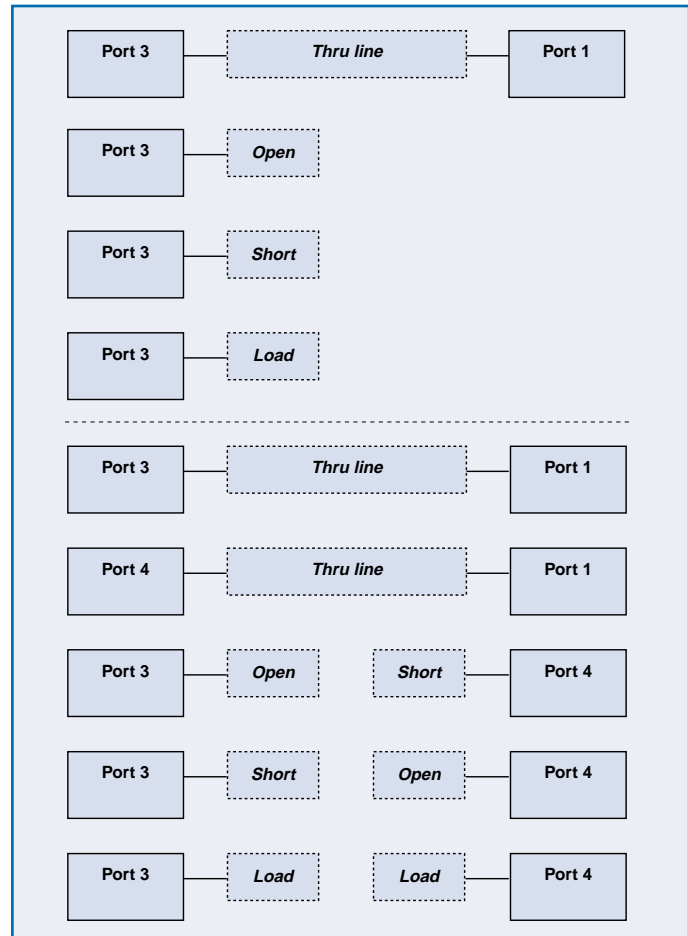 Port 3 Thru line Port 1
Port 3 Open
Port 3 Short
Port 3 Load
Port 3 Thru line Port 1
Port 4 Thru line Port 1
Port 3 Open Short Port 4
Port 3 Short Open Port 4
Port 3 Load Load Port 4